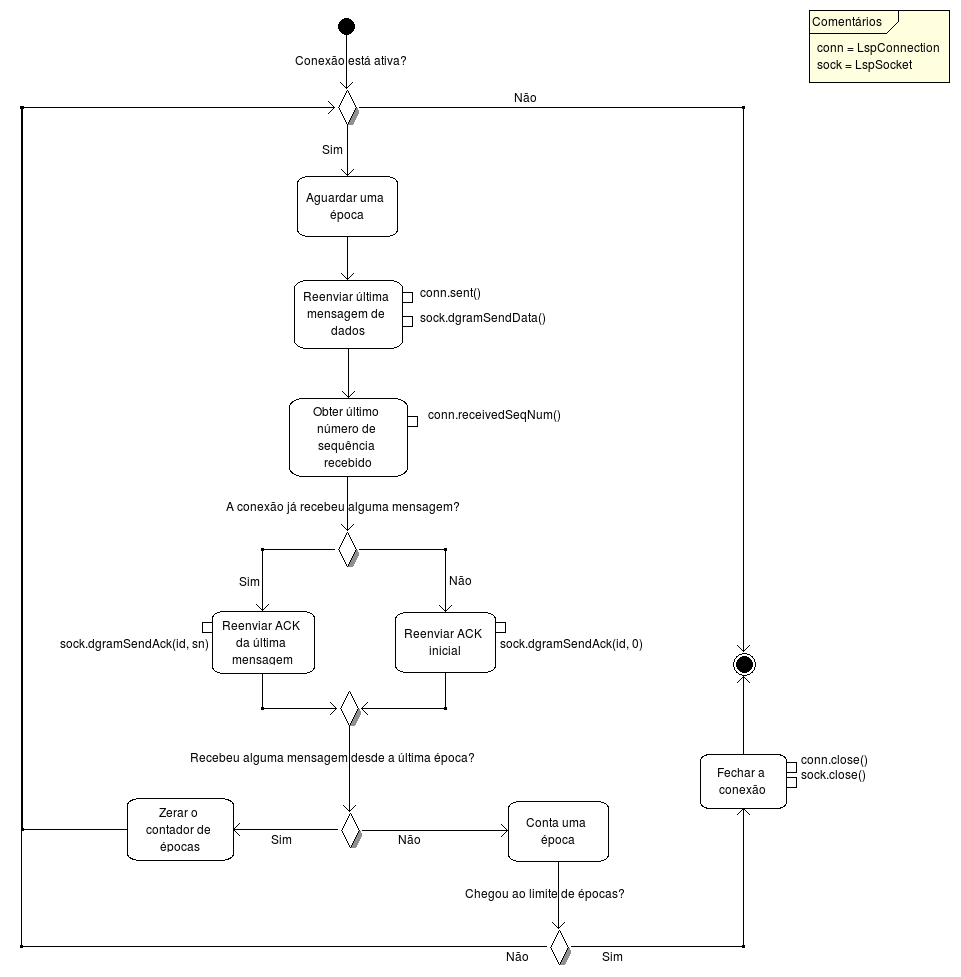 Comentários
conn = LspConnection
sock = LspSocket
Conexão está ativa?
Não
Sim
Aguardar uma
época
Reenviar última
mensagem de
dados
conn.sent()
sock.dgramSendData()
Obter último
número de
sequência
recebido
conn.receivedSeqNum()
A conexão já recebeu alguma mensagem?
Sim
Não
Reenviar ACK
da última
mensagem
sock.dgramSendAck(id, sn)
Reenviar ACK
inicial
sock.dgramSendAck(id, 0)
Recebeu alguma mensagem desde a última época?
Fechar a
conexão
conn.close()
sock.close()
Zerar o
contador de
épocas
Sim
Não
Conta uma
época
Chegou ao limite de épocas?
Não
Sim